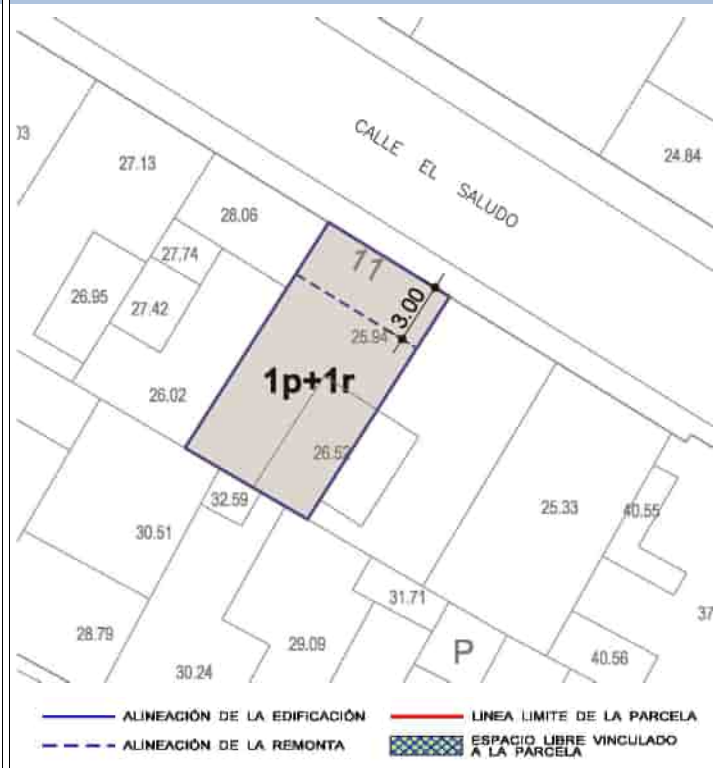 CALLE EL SALUDO
24.84
27.13
28.06
11
27.74
26.95
27.42
3.00
25.94
1p+1r
26.02
26.52
32.59
25.33
40.55
30.51
31.71
28.79
29.09
P
40.56
30.24
ALINEACIÓN DE LA EDIFICACIÓN
LINEA LIMITE DE LA PARCELA
ALINEACIÓN DE LA REMONTA
ESPACIO LIBRE VINCULADO
A LA PARCELA